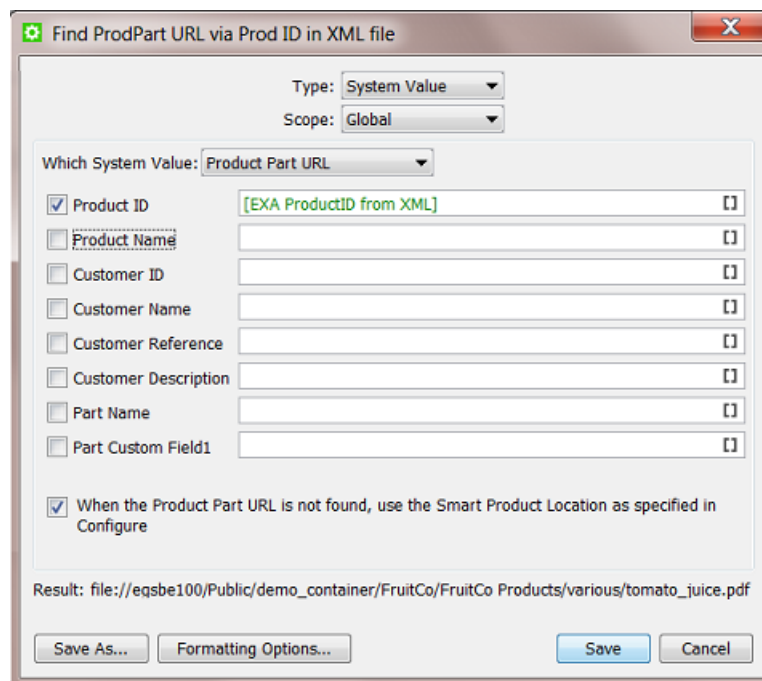 Find ProdPart URL via Prod ID in XML file
Type: System Value
Scope: Global
Which System Value: Product Part URL
Product ID [EXA ProductID from XML] []
Product Name []
Customer ID []
Customer Name []
Customer Reference []
Customer Description []
Part Name []
Part Custom Field1 []
When the Product Part URL is not found, use the Smart Product Location as specified in
Configure
Result: file://eqsbe100/Public/demo_container/FruitCo/FruitCo Products/various/tomato_juice.pdf
Save As... Formatting Options... Save Cancel